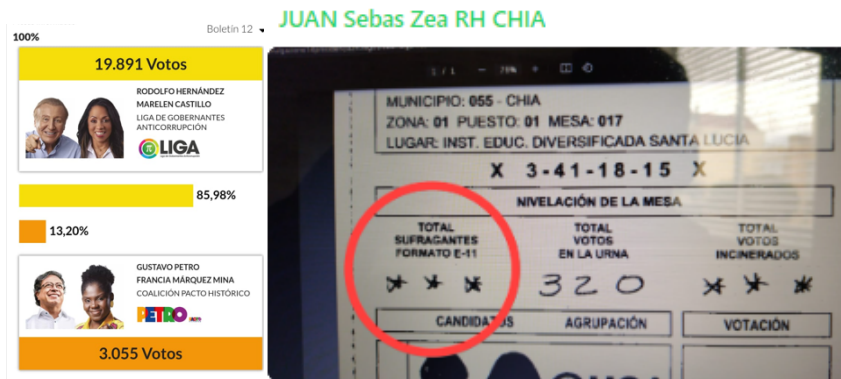 JUAN Sebas Zea RH CHIA
Boletín 12
100%
19.891 Votos
RODOLFO HERNÁNDEZ
MARELEN CASTILLO
LIGA DE GOBERNANTES
ANTICORRUPCIÓN
LIGA
85,98%
13,20%
GUSTAVO PETRO
FRANCIA MÁRQUEZ MINA
COALICIÓN PACTO HISTÓRICO
PETRO
3.055 Votos
1 / 1 - 78% +
MUNICIPIO: 055 - CHIA
ZONA: 01 PUESTO: 01 MESA: 017
LUGAR: INST. EDUC. DIVERSIFICADA SANTA LUCIA
X 3-41-18-15 X
NIVELACIÓN DE LA MESA
TOTAL
SUFRAGANTES
FORMATO E-11
TOTAL
VOTOS
EN LA URNA
TOTAL
VOTOS
INCINERADOS
* * *
320
* * *
CANDIDATOS AGRUPACIÓN VOTACIÓN